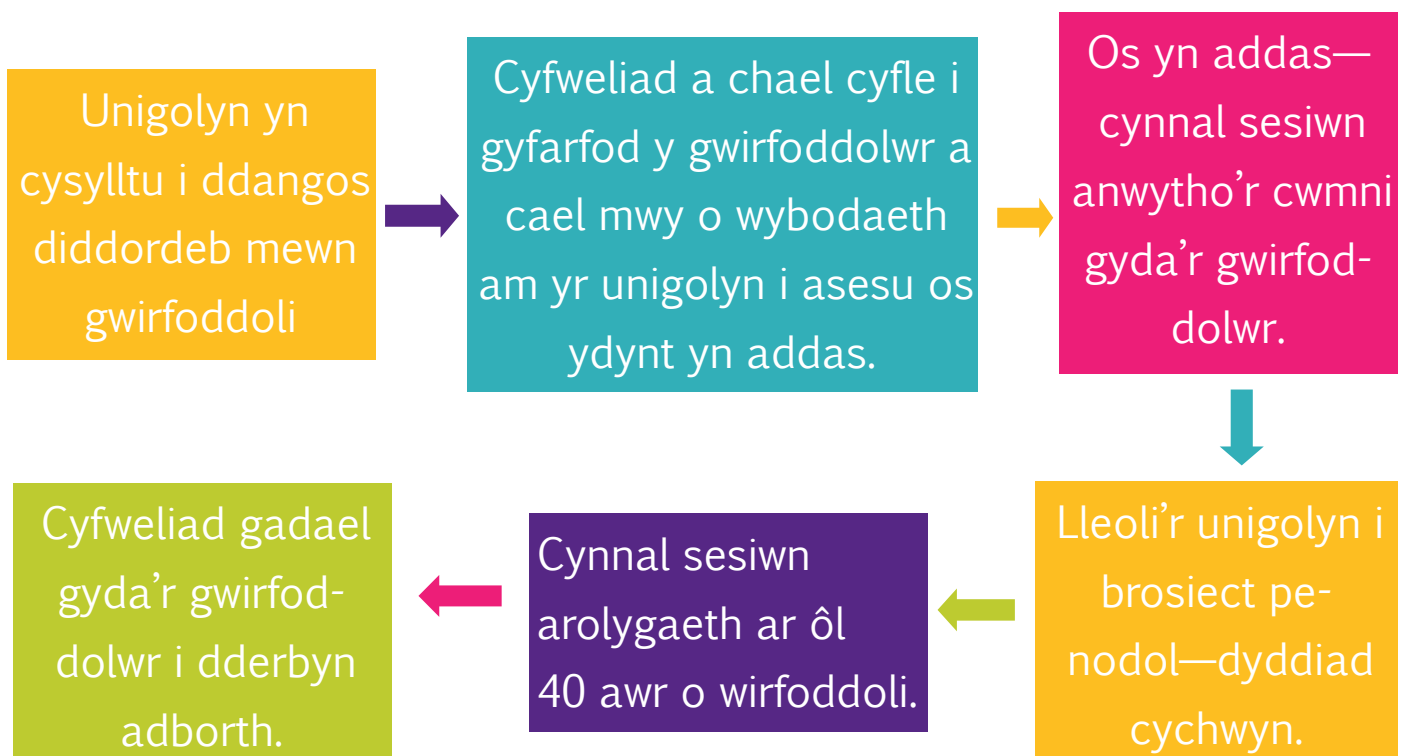 Unigolyn yn
cysylltu i ddangos
diddordeb mewn
gwirfoddoli
Cyfweliad a chael cyfle i
gyfarfod y gwirfoddolwr a
cael mwy o wybodaeth
am yr unigolyn i asesu os
ydynt yn addas.
Os yn addas—
cynnal sesiwn
anwytho’r cwmni
gyda’r gwirfod-
dolwr.
Lleoli’r unigolyn i
brosiect pe-
nodol—dyddiad
cychwyn.
Cynnal sesiwn
arolygaeth ar ôl
40 awr o wirfoddoli.
Cyfweliad gadael
gyda’r gwirfod-
dolwr i dderbyn
adborth.